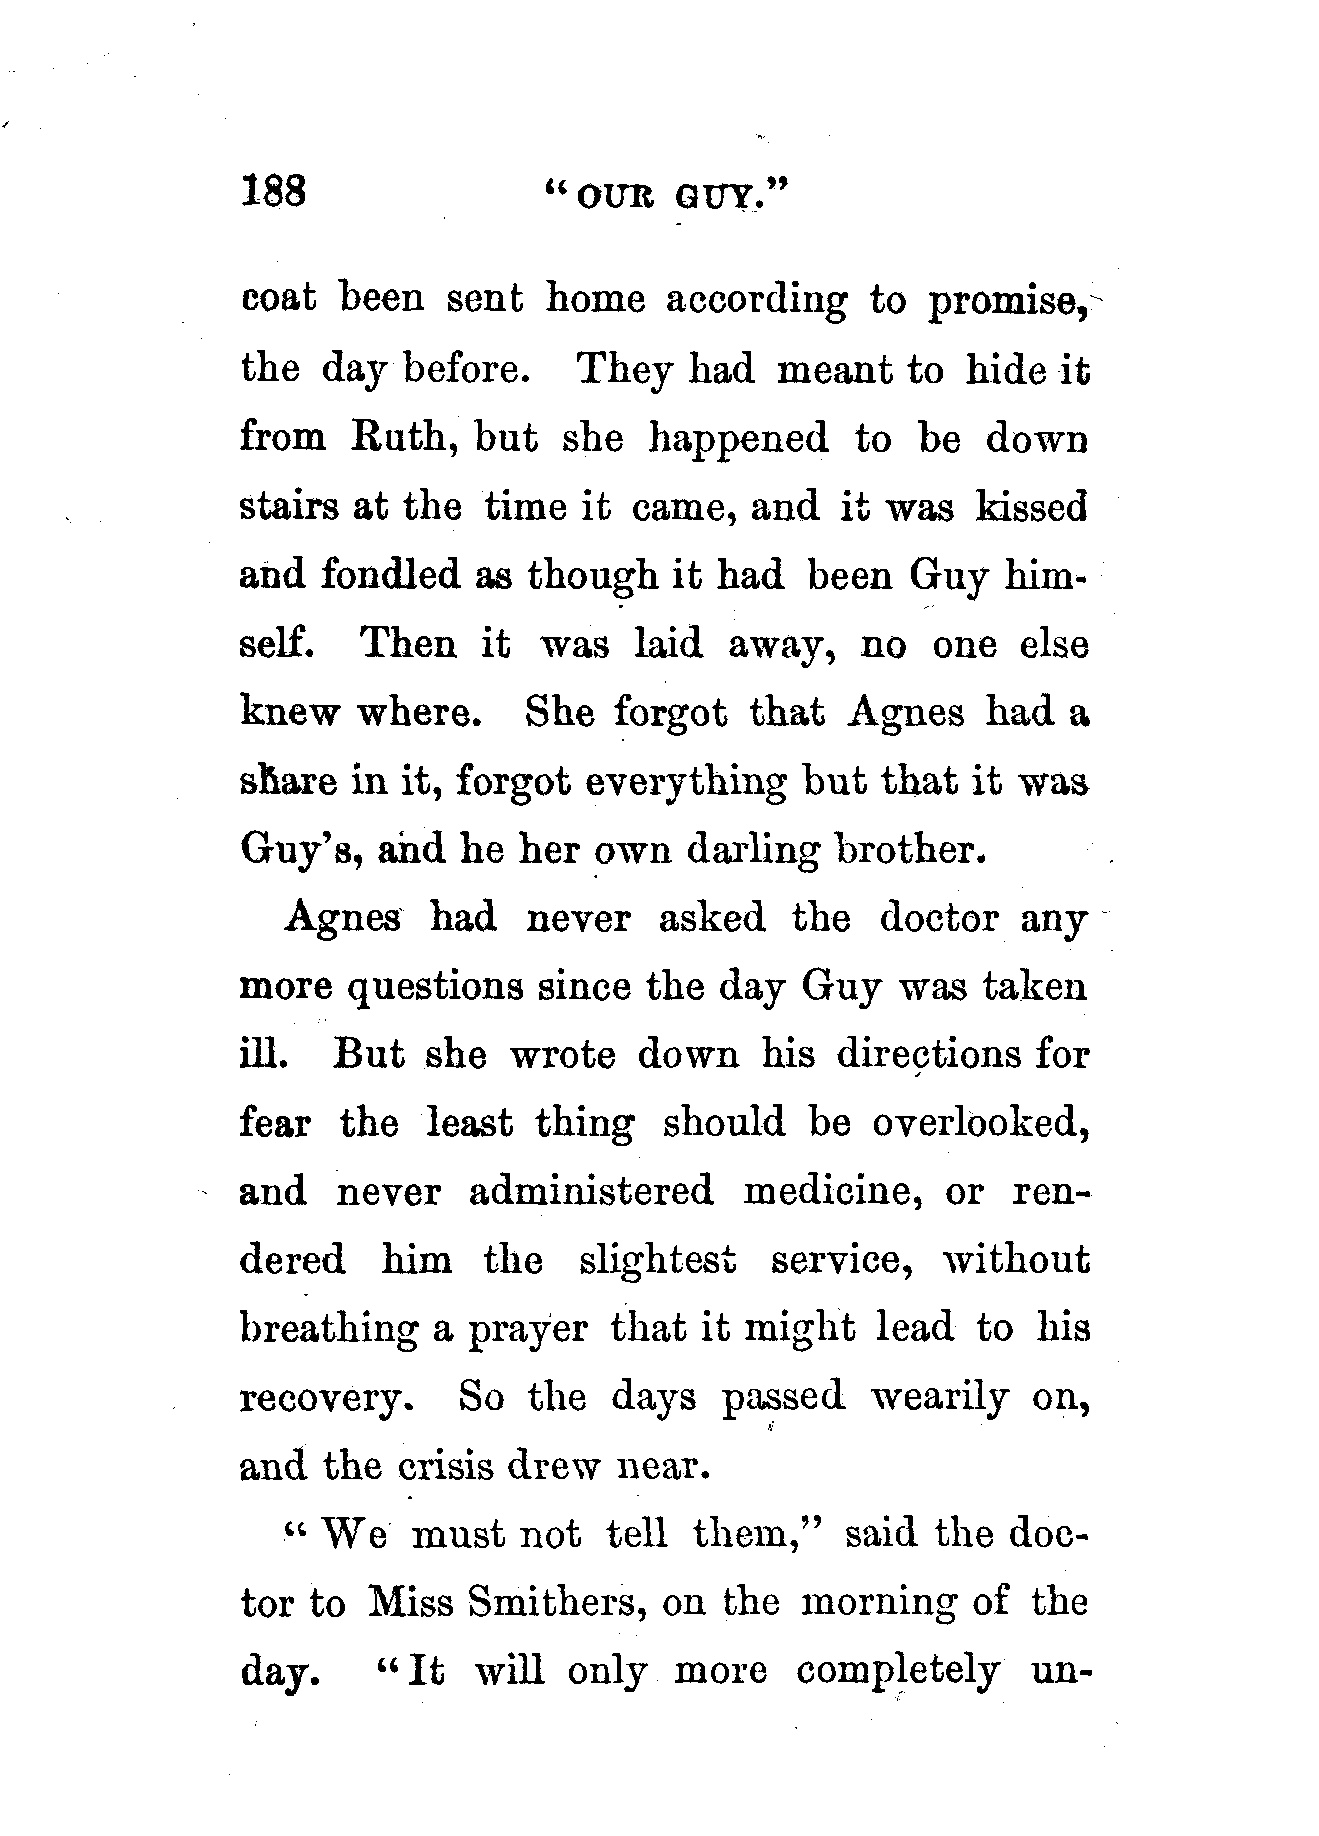 188 "OUR GUY."
coat been sent home according to promise,
the day before. They had meant to hide it
from Ruth, but she happened to be down
stairs at the time it came, and it was kissed
and fondled as though it had been Guy him-
self. Then it was laid away, no one else
knew where. She forgot that Agnes had a
share in it, forgot everything but that it was
Guy's, and he her own darling brother.
Agnes had never asked the doctor any
more questions since the day Guy was taken
ill. But she wrote down his directions for
fear the least thing should be overlooked,
and never administered medicine, or ren-
dered him the slightest service, without
breathing a prayer that it might lead to his
recovery. So the days passed wearily on,
and the crisis drew near.
"We must not tell them," said the doc-
tor to Miss Smithers, on the morning of the
day. "It will only more completely un-